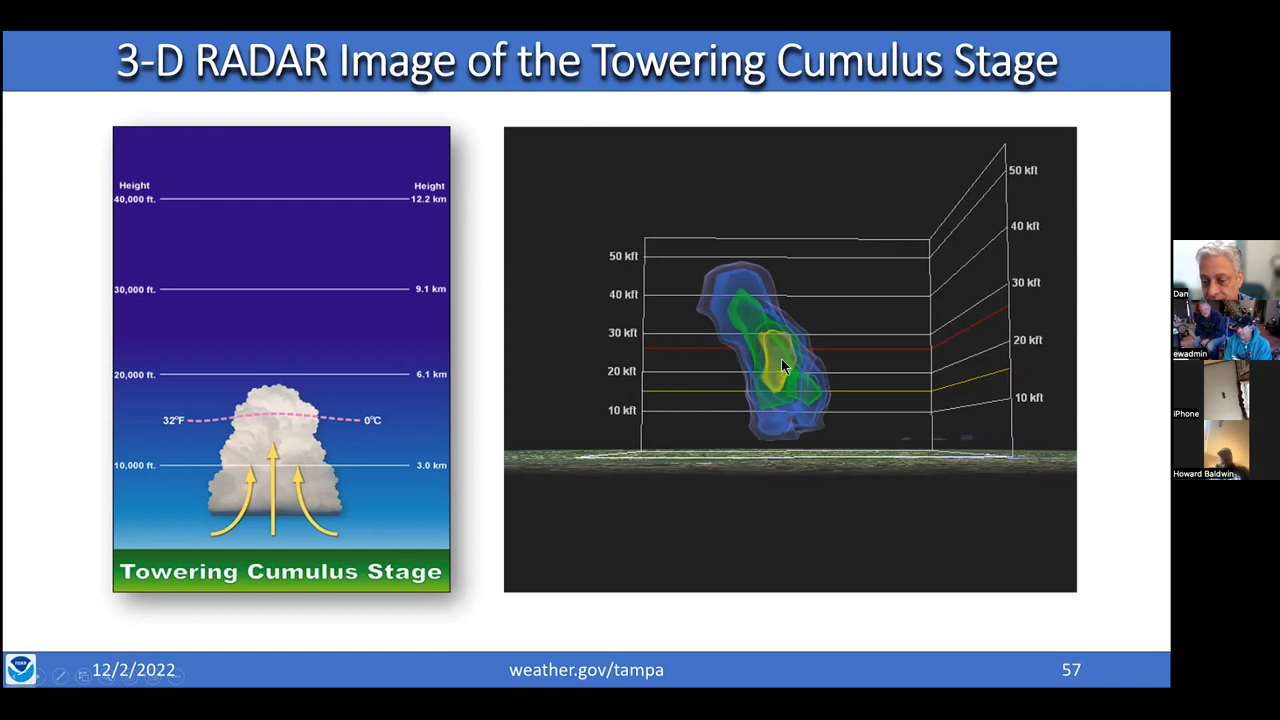 3-D RADAR Image of the Towering Cumulus Stage
Height Height
40,000 ft. 12.2 km
30,000 ft. 9.1 km
20,000 ft. 6.1 km
32°F 0°C
10,000 ft. 3.0 km
Towering Cumulus Stage
50 kft
40 kft
30 kft
20 kft
10 kft
50 kft
40 kft
30 kft
20 kft
10 kft
Dan
ewadmin
iPhone
Howard Baldwin
NOAA
12/2/2022 weather.gov/tampa 57